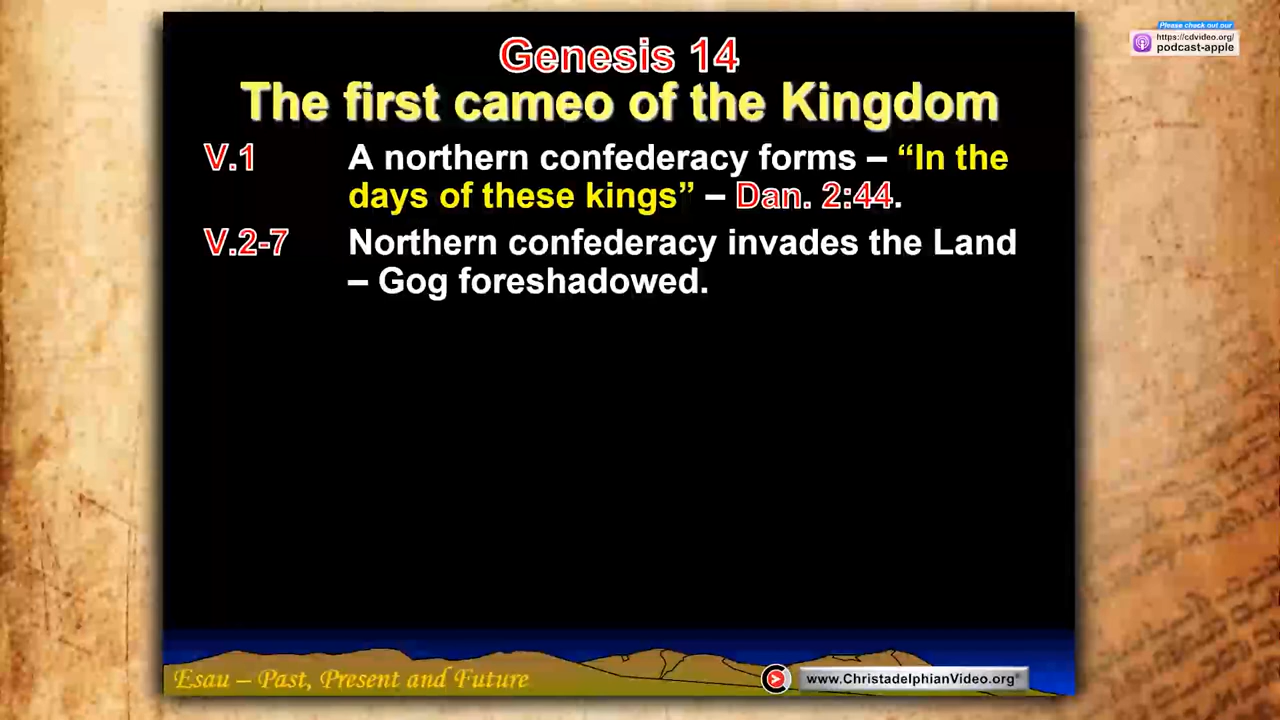 Please check out our
https://cdvideo.org/
podcast-apple
Genesis 14
The first cameo of the Kingdom
V.1 A northern confederacy forms – “In the
days of these kings” – Dan. 2:44.
V.2-7 Northern confederacy invades the Land
– Gog foreshadowed.
Esau – Past, Present and Future
www.ChristadelphianVideo.org